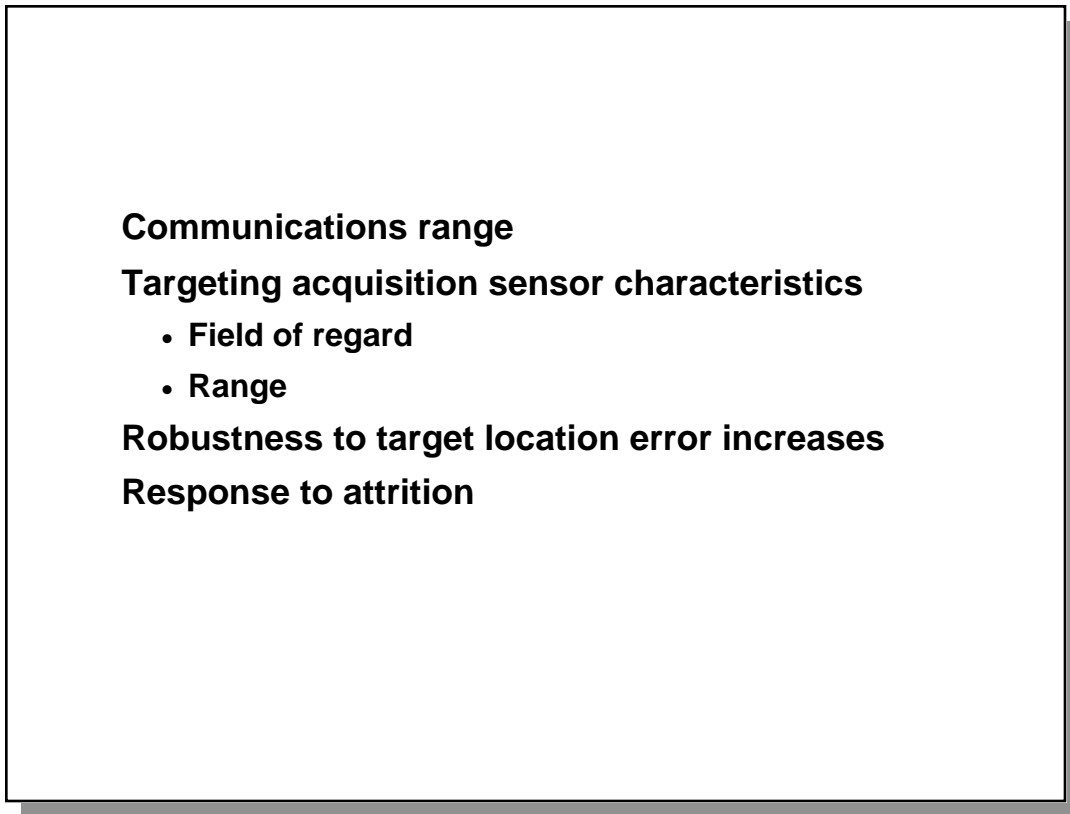 Communications range
Targeting acquisition sensor characteristics
• Field of regard
• Range
Robustness to target location error increases
Response to attrition